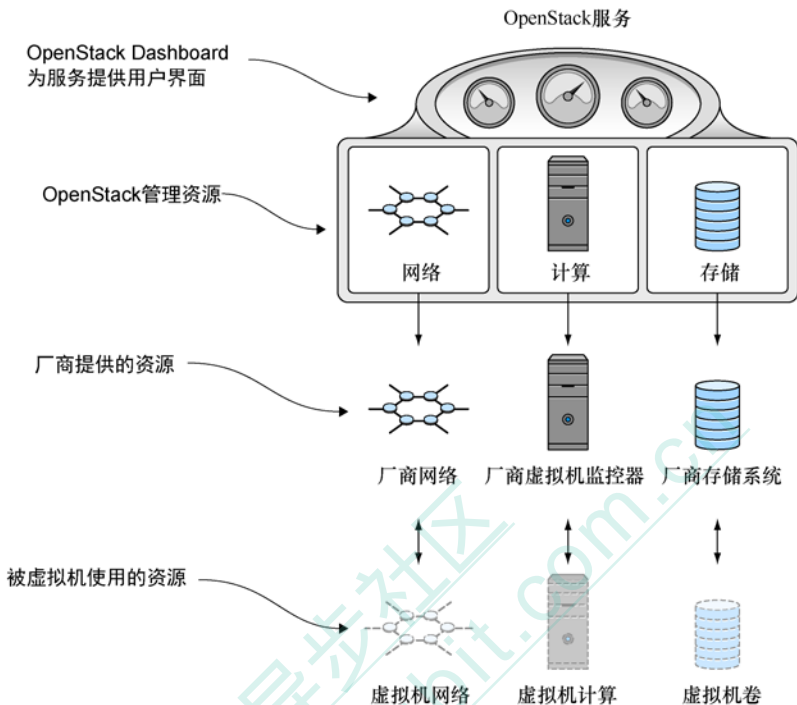 OpenStack服务
OpenStack Dashboard
为服务提供用户界面
OpenStack管理资源
网络
计算
存储
厂商提供的资源
厂商网络
厂商虚拟机监控器
厂商存储系统
被虚拟机使用的资源
虚拟机网络
虚拟机计算
虚拟机卷
异步社区